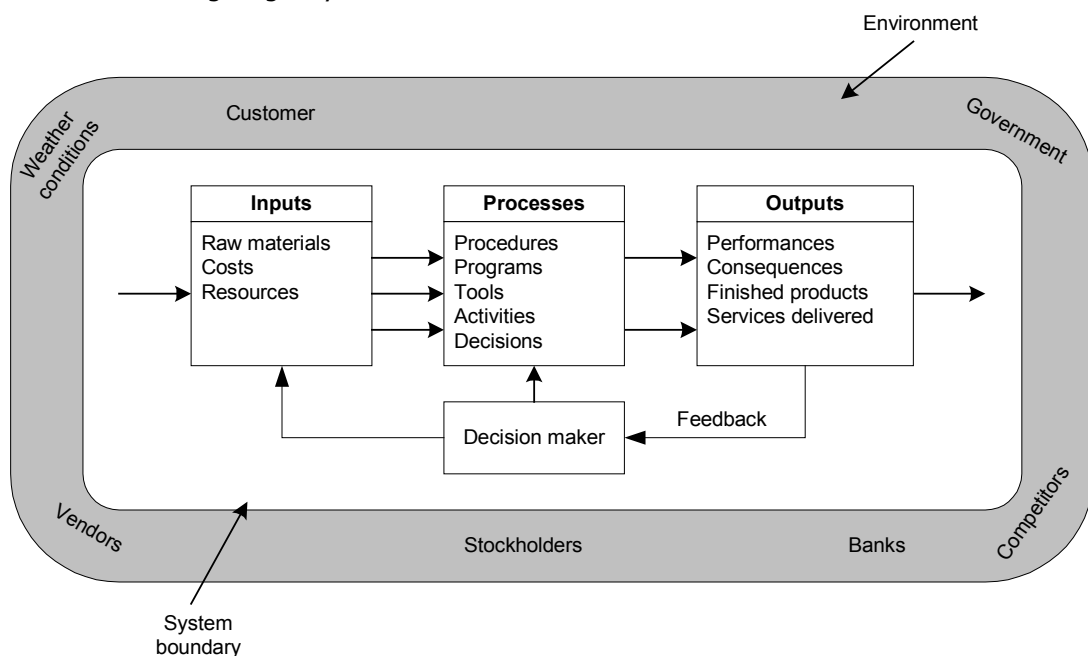 Environment
Customer
Government
Weather
conditions
Inputs
Raw materials
Costs
Resources
Processes
Procedures
Programs
Tools
Activities
Decisions
Outputs
Performances
Consequences
Finished products
Services delivered
Decision maker
Feedback
Vendors
Stockholders
Banks
Competitors
System
boundary